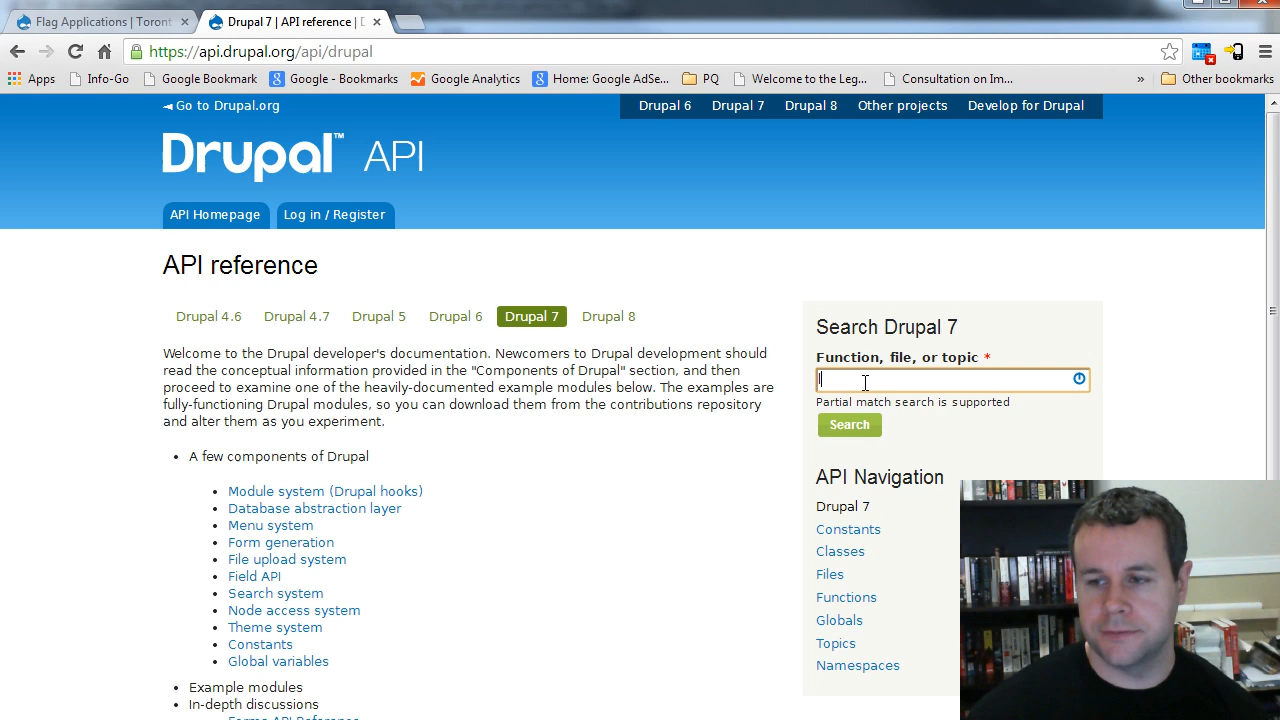 Flag Applications | Toront
Drupal 7 | API reference | D
https://api.drupal.org/api/drupal
Apps
Info-Go
Google Bookmark
Google - Bookmarks
Google Analytics
Home: Google AdSe...
PQ
Welcome to the Leg...
Consultation on Im...
»
Other bookmarks
Go to Drupal.org
Drupal 6
Drupal 7
Drupal 8
Other projects
Develop for Drupal
Drupal™ API
API Homepage
Log in / Register
API reference
Drupal 4.6
Drupal 4.7
Drupal 5
Drupal 6
Drupal 7
Drupal 8
Welcome to the Drupal developer's documentation. Newcomers to Drupal development should
read the conceptual information provided in the "Components of Drupal" section, and then
proceed to examine one of the heavily-documented example modules below. The examples are
fully-functioning Drupal modules, so you can download them from the contributions repository
and alter them as you experiment.
A few components of Drupal
Module system (Drupal hooks)
Database abstraction layer
Menu system
Form generation
File upload system
Field API
Search system
Node access system
Theme system
Constants
Global variables
Example modules
In-depth discussions
Forms API Reference
Search Drupal 7
Function, file, or topic *
Partial match search is supported
Search
API Navigation
Drupal 7
Constants
Classes
Files
Functions
Globals
Topics
Namespaces